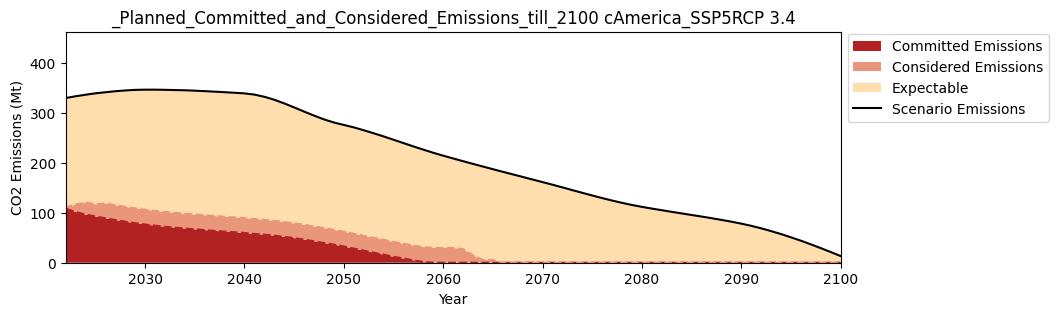 _Planned_Committed_and_Considered_Emissions_till_2100 cAmerica_SSP5RCP 3.4
Committed Emissions
Considered Emissions
Expectable
Scenario Emissions
CO2 Emissions (Mt)
400
300
200
100
0
2030 2040 2050 2060 2070 2080 2090 2100
Year